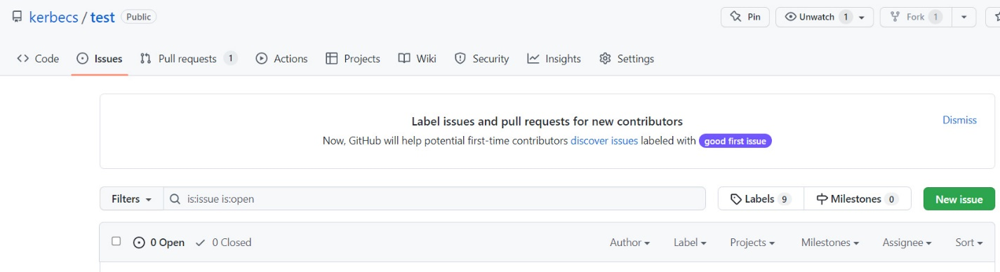 kerbecs / test Public Pin Unwatch 1 Fork 1
Code Issues Pull requests 1 Actions Projects Wiki Security Insights Settings
Label issues and pull requests for new contributors
Dismiss
Now, GitHub will help potential first-time contributors discover issues labeled with good first issue
Filters is:issue is:open Labels 9 Milestones 0 New issue
0 Open 0 Closed Author Label Projects Milestones Assignee Sort